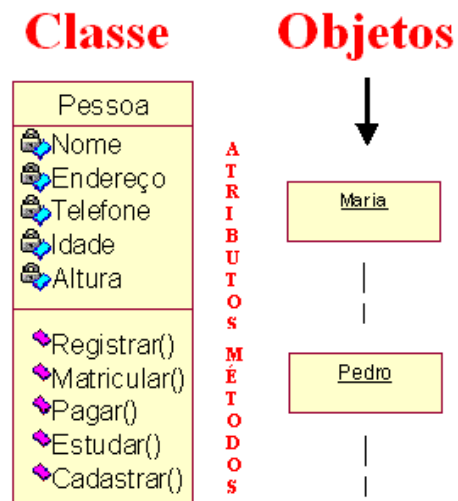 Classe
Objetos
Pessoa
Nome
Endereço
Telefone
Idade
Altura
Registrar()
Matricular()
Pagar()
Estudar()
Cadastrar()
ATRIBUTOS
MÉTODOS
Maria
Pedro